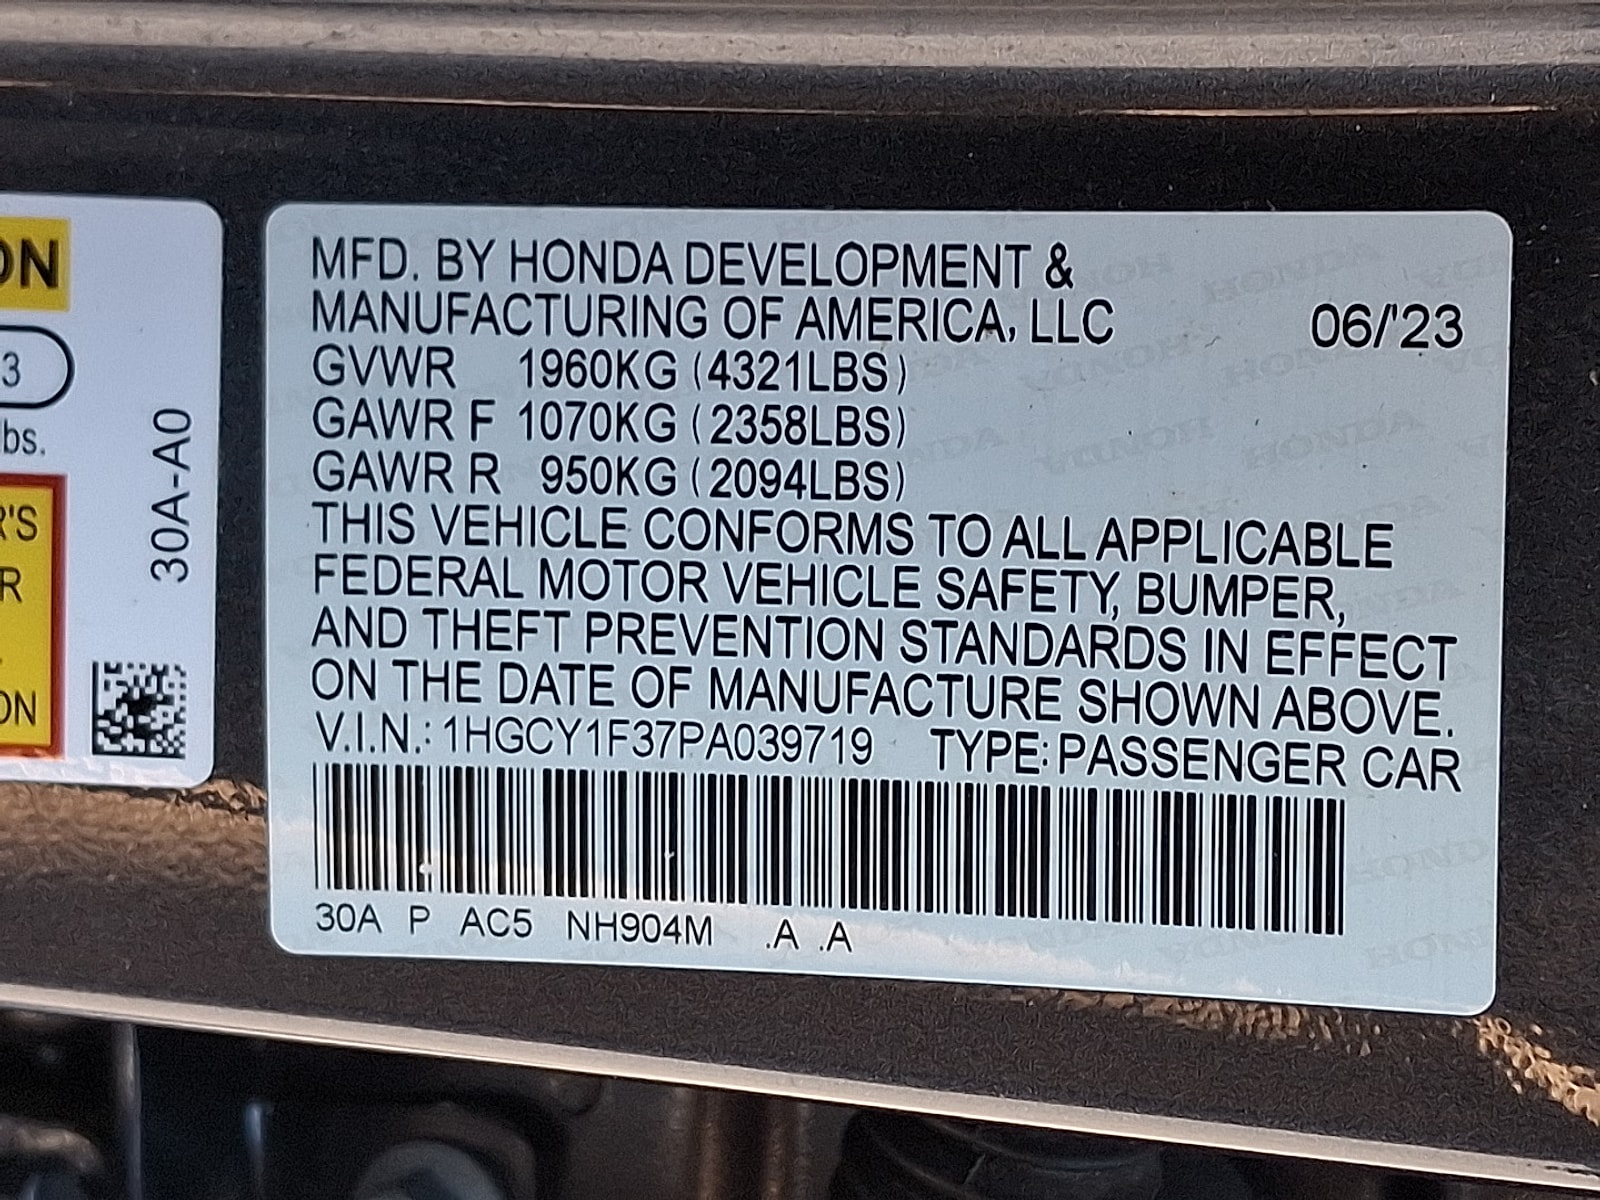 ON
3
bs.
R'S
R
ON
30A-A0
MFD. BY HONDA DEVELOPMENT &
MANUFACTURING OF AMERICA, LLC 06/'23
GVWR 1960KG (4321LBS)
GAWR F 1070KG (2358LBS)
GAWR R 950KG (2094LBS)
THIS VEHICLE CONFORMS TO ALL APPLICABLE
FEDERAL MOTOR VEHICLE SAFETY, BUMPER,
AND THEFT PREVENTION STANDARDS IN EFFECT
ON THE DATE OF MANUFACTURE SHOWN ABOVE.
V.I.N.: 1HGCY1F37PA039719 TYPE: PASSENGER CAR
30A P AC5 NH904M .A .A